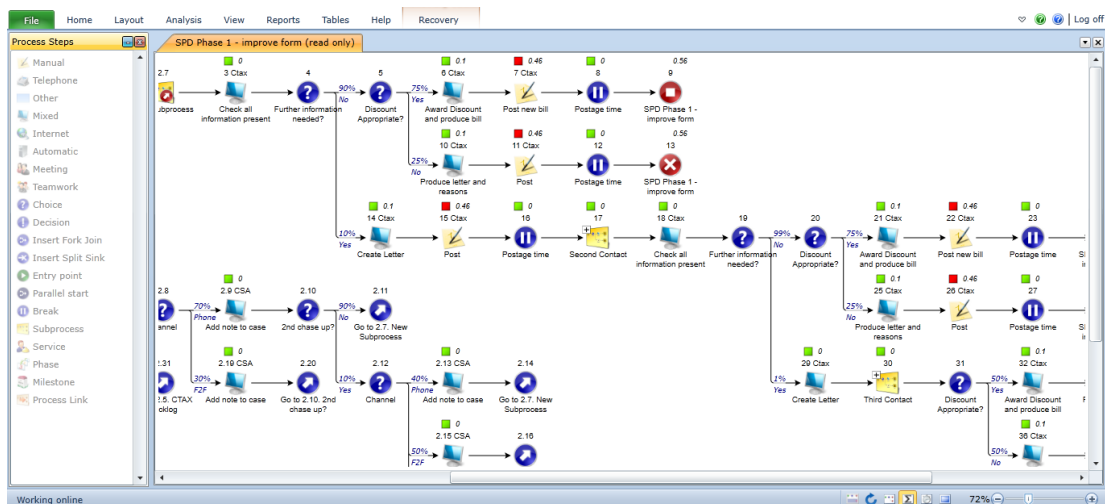 File Home Layout Analysis View Reports Tables Help Recovery Log off
Process Steps
SPD Phase 1 - improve form (read only)
Manual
Telephone
Other
Mixed
Internet
Automatic
Meeting
Teamwork
Choice
Decision
Insert Fork Join
Insert Split Sink
Entry point
Parallel start
Break
Subprocess
Service
Phase
Milestone
Process Link
0 0.1 0.46 0 0.56
2.7 3 Ctax 4 5 6 Ctax 7 Ctax 8 9
90% No 75% Yes
Check all information present
Further information needed?
Discount Appropriate?
Award Discount and produce bill
Post new bill
Postage time
SPD Phase 1 - improve form
0.1 0.46 0 0.56
10 Ctax 11 Ctax 12 13
25% No
Produce letter and reasons
Post
Postage time
SPD Phase 1 - improve form
0.1 0.46 0 0 0 0.1 0.46 0
14 Ctax 15 Ctax 16 17 18 Ctax 19 20 21 Ctax 22 Ctax 23
10% Yes 99% No 75% Yes
Create Letter
Post
Postage time
Second Contact
Check all information present
Further information needed?
Discount Appropriate?
Award Discount and produce bill
Post new bill
Postage time
0 0.1 0.46 0
2.8 2.9 CSA 2.10 2.11 25 Ctax 26 Ctax 27
70% Phone 90% No 25% No
Add note to case
2nd chase up?
Go to 2.7. New Subprocess
Produce letter and reasons
Post
Postage time
0 0 0 0 0.1
2.19 CSA 2.20 2.12 2.13 CSA 2.14 29 Ctax 30 31 32 Ctax
30% F2F 10% Yes 40% Phone 1% Yes 50% Yes
Add note to case
Go to 2.10. 2nd chase up?
Channel
Add note to case
Go to 2.7. New Subprocess
Create Letter
Third Contact
Discount Appropriate?
Award Discount and produce bill
0 0.1
2.15 CSA 2.16 36 Ctax
50% F2F 50% No
Working online 72%